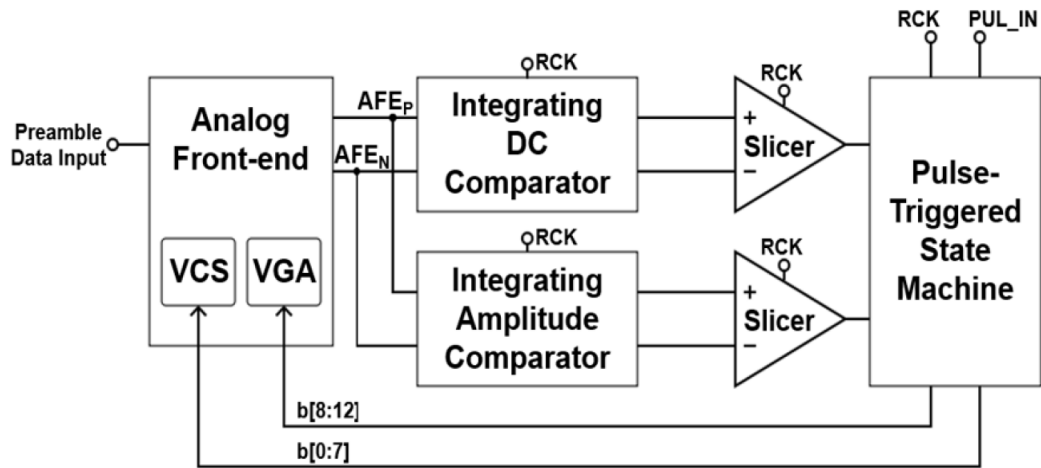 RCK PUL_IN
Preamble
Data Input
Analog
Front-end
VCS VGA
AFEP
AFEN
RCK
Integrating
DC
Comparator
RCK
+
Slicer
−
RCK
Integrating
Amplitude
Comparator
RCK
+
Slicer
−
Pulse-
Triggered
State
Machine
b[8:12]
b[0:7]